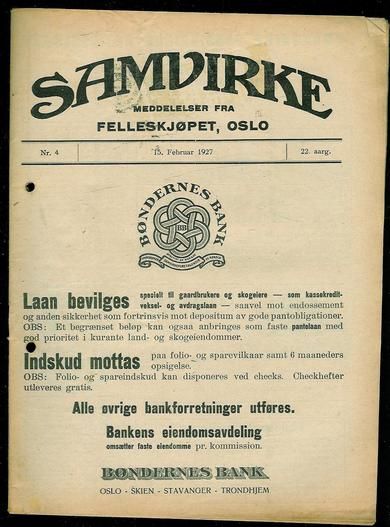 SAMVIRKE
MEDDELELSER FRA
FELLESKJØPET, OSLO
Nr. 4
15. Februar 1927
22. aarg.
BØNDERNES BANK
BB
Laan bevilges specielt til gaardbrukere og skogeiere — som kassekredit-
veksel- og avdragslaan — saavel mot endossement
og anden sikkerhet som fortrinsvis mot depositum av gode pantobligationer.
OBS: Et begrænset beløp kan ogsaa anbringes som faste pantelaan med
god prioritet i kurante land- og skogeiendommer.
Indskud mottas paa folio- og sparevilkaar samt 6 maaneders
opsigelse.
OBS: Folio- og spareindskud kan disponeres ved checks. Checkhefter
utleveres gratis.
Alle øvrige bankforretninger utføres.
Bankens eiendomsavdeling
omsætter faste eiendomme pr. kommission.
BØNDERNES BANK
OSLO - SKIEN - STAVANGER - TRONDHJEM